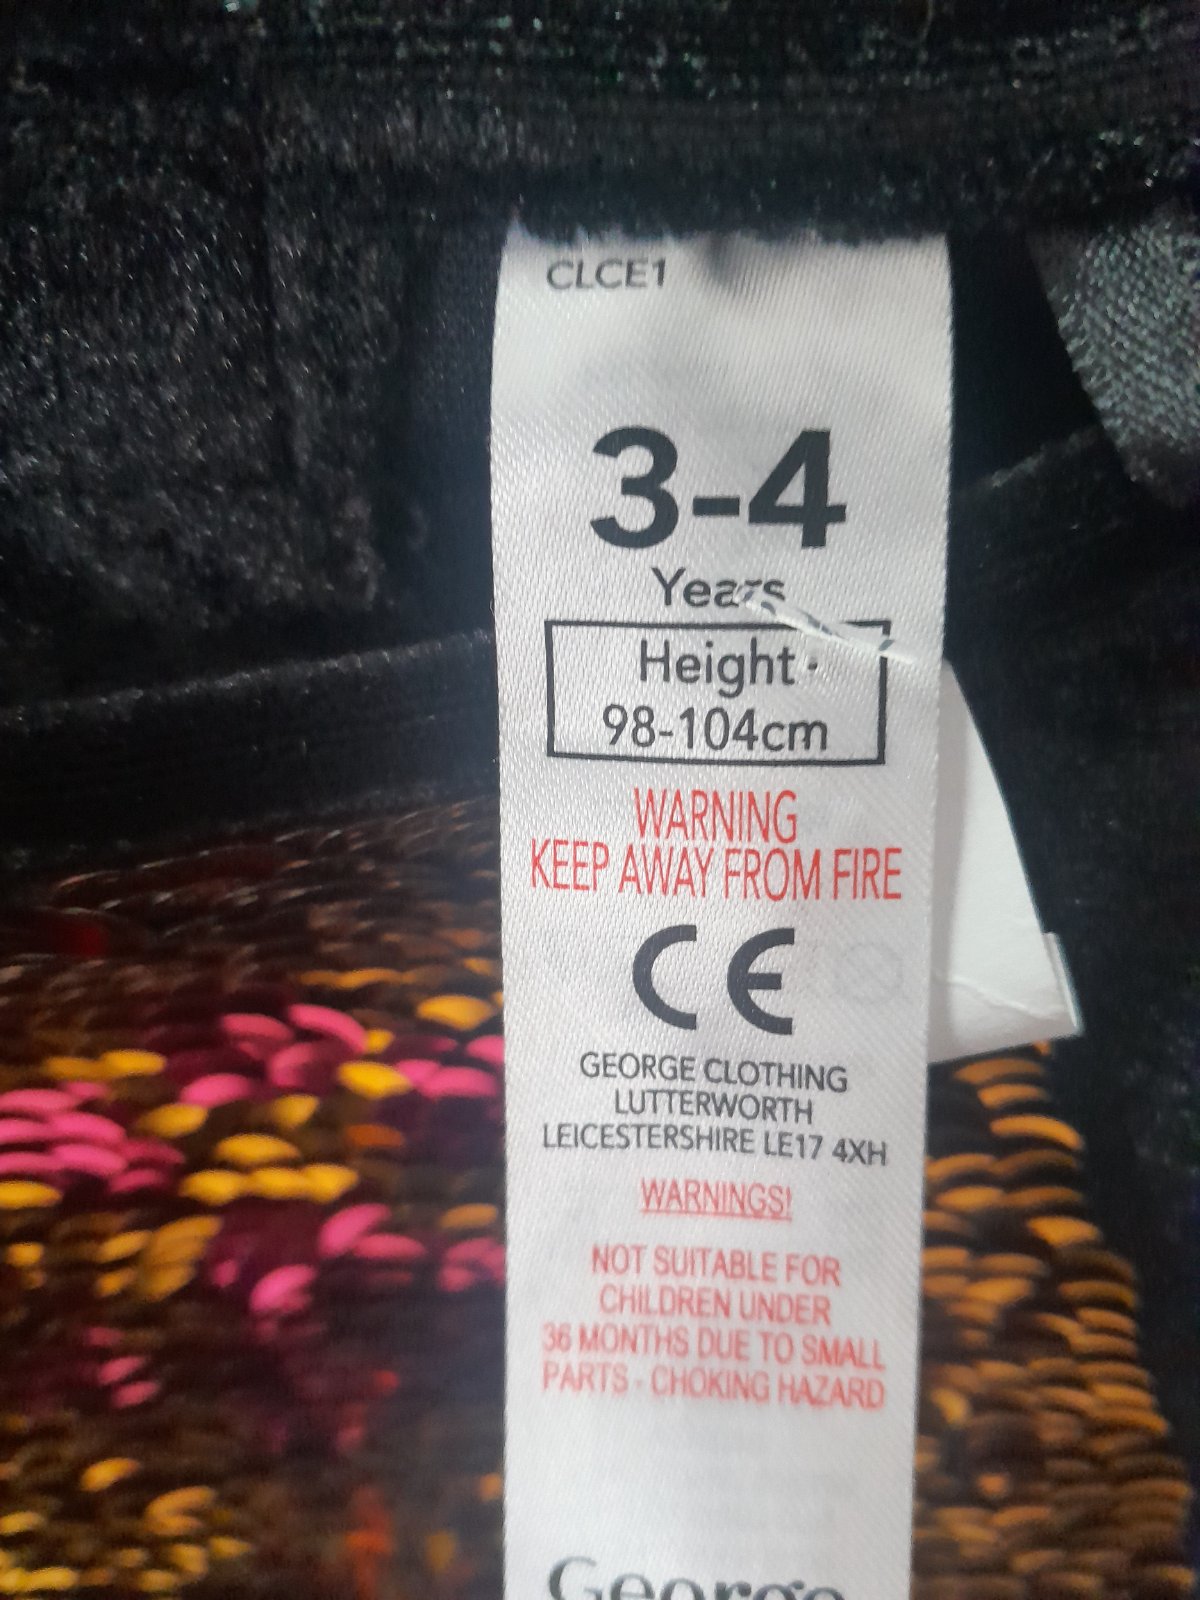 CLCE1
3-4
Years
Height -
98-104cm
WARNING
KEEP AWAY FROM FIRE
CE
GEORGE CLOTHING
LUTTERWORTH
LEICESTERSHIRE LE17 4XH
WARNINGS!
NOT SUITABLE FOR
CHILDREN UNDER
36 MONTHS DUE TO SMALL
PARTS - CHOKING HAZARD
George